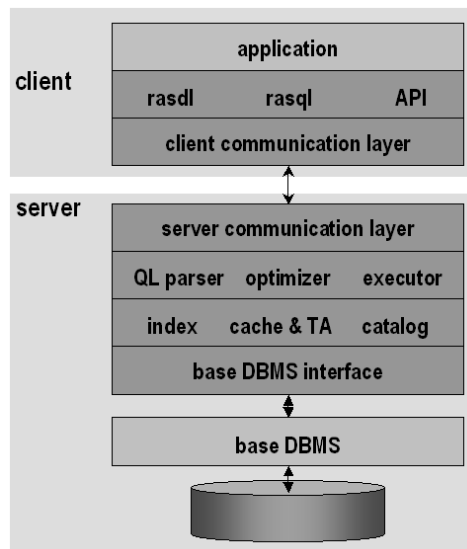 client
application
rasdl rasql API
client communication layer
server
server communication layer
QL parser optimizer executor
index cache & TA catalog
base DBMS interface
base DBMS